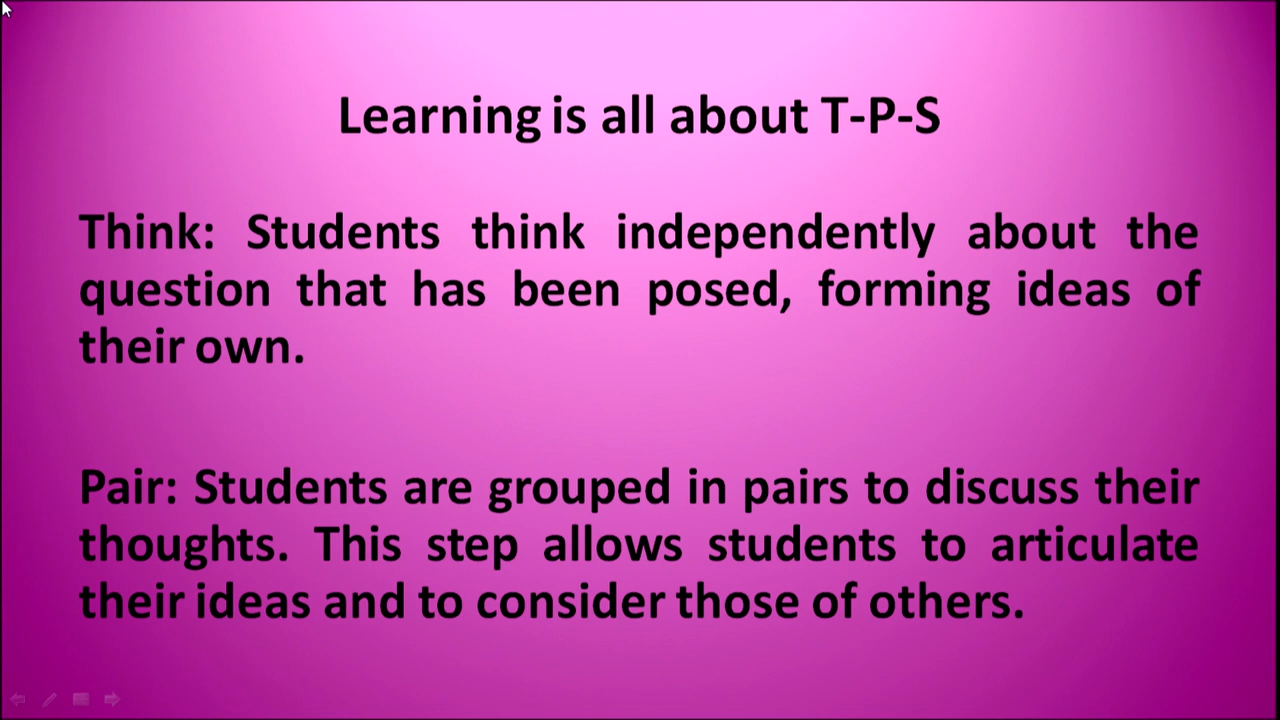 Learning is all about T-P-S
Think: Students think independently about the
question that has been posed, forming ideas of
their own.
Pair: Students are grouped in pairs to discuss their
thoughts. This step allows students to articulate
their ideas and to consider those of others.